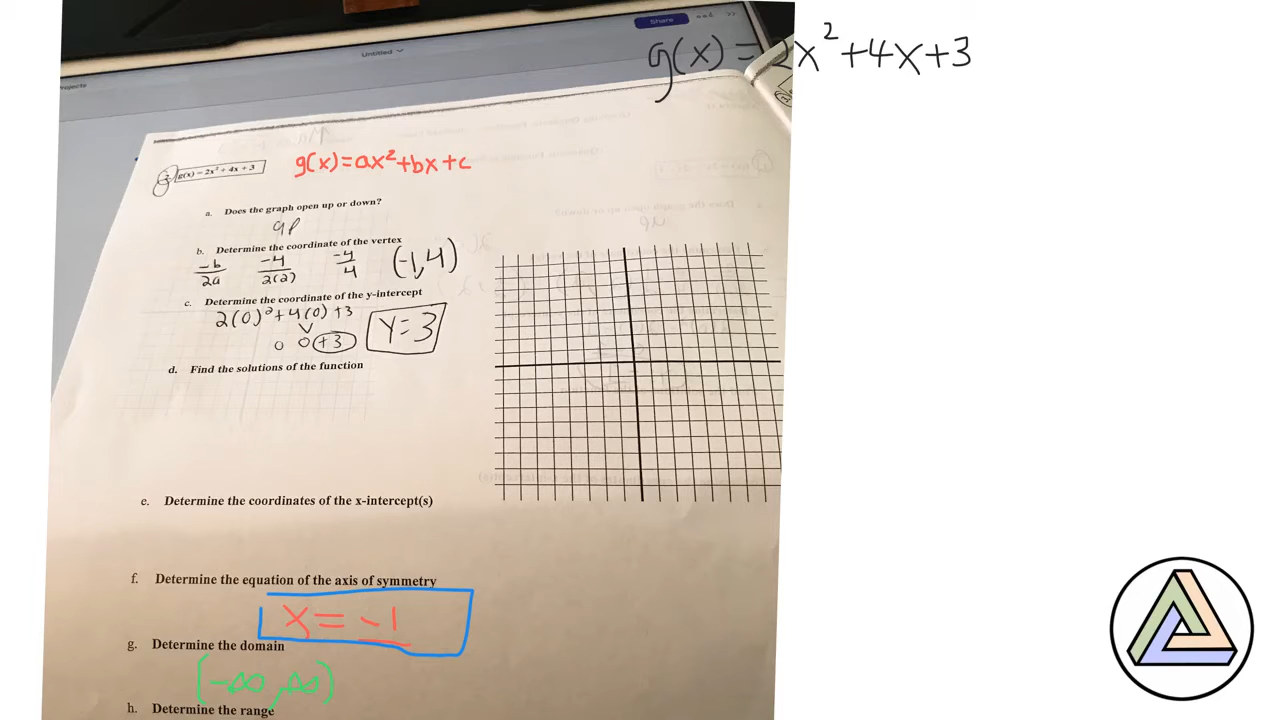 Share
Untitled
g(x) = 2x² + 4x + 3
g(x) = 2x² + 4x + 3
g(x) = ax² + bx + c
a. Does the graph open up or down?
up
b. Determine the coordinate of the vertex
-b/2a -4/2(2) -4/4 (-1, 4)
c. Determine the coordinate of the y-intercept
2(0)² + 4(0) + 3
0 0 +3 Y = 3
d. Find the solutions of the function
e. Determine the coordinates of the x-intercept(s)
f. Determine the equation of the axis of symmetry
x = -1
g. Determine the domain
(-∞, ∞)
h. Determine the range